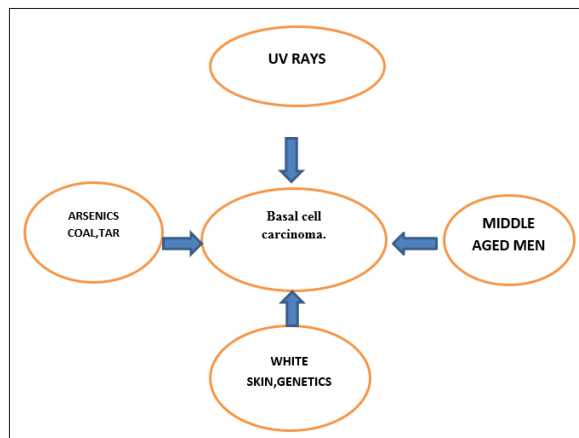 UV RAYS
ARSENICS
COAL,TAR
Basal cell
carcinoma.
MIDDLE
AGED MEN
WHITE
SKIN,GENETICS